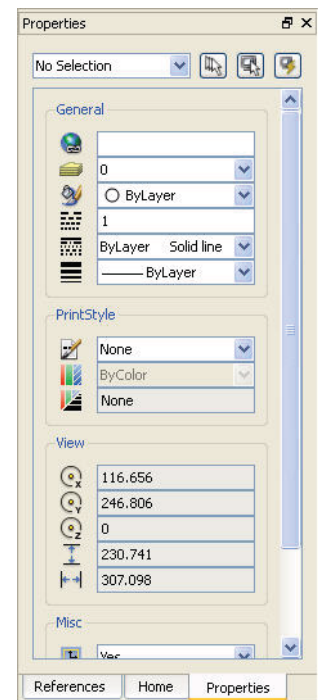 Properties
No Selection
General
0
ByLayer
1
ByLayer Solid line
ByLayer
PrintStyle
None
ByColor
None
View
x 116.656
y 246.806
z 0
230.741
307.098
Misc
Yes
References Home Properties